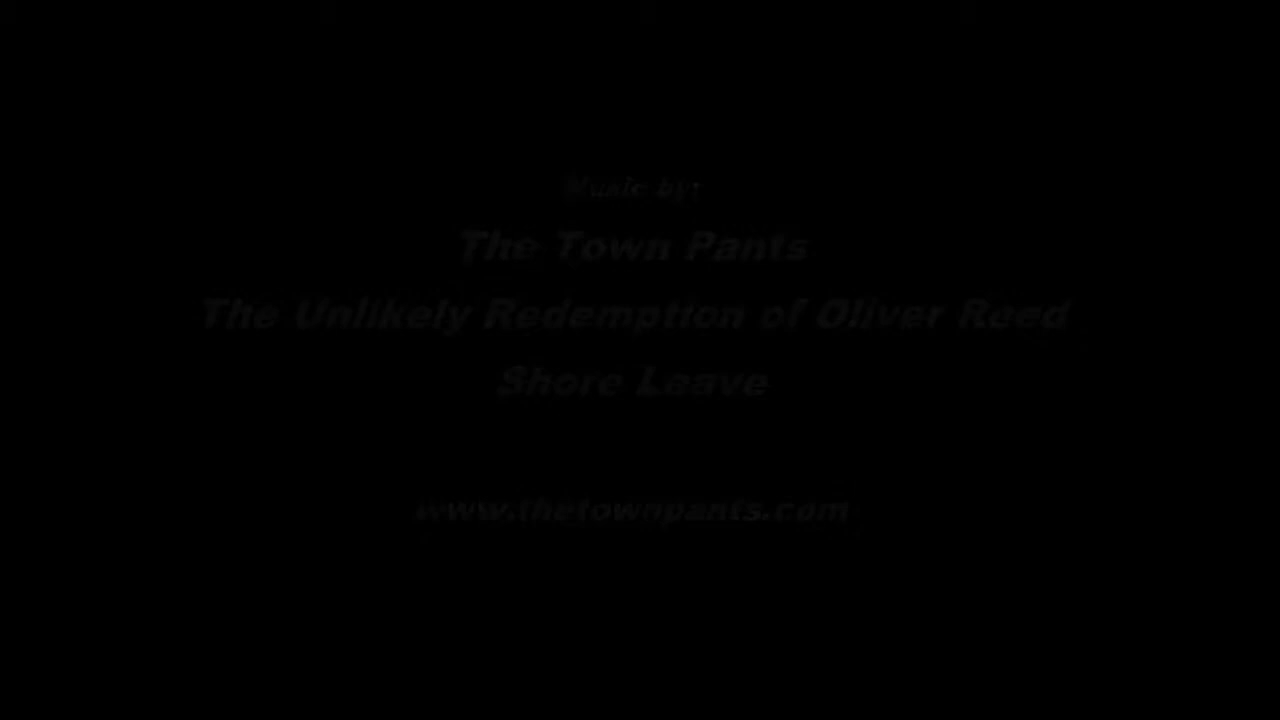 Music by:
The Town Pants
The Unlikely Redemption of Oliver Reed
Shore Leave
www.thetownpants.com